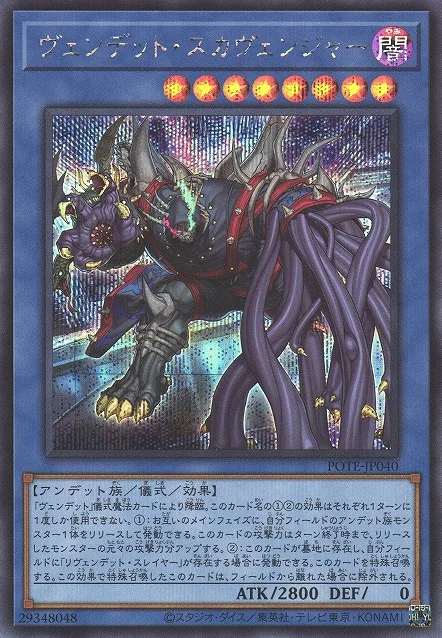 ヴェンデット・スカヴェンジャー
闇
POTE-JP040
【アンデット族／儀式／効果】
「ヴェンデット」儀式魔法カードにより降臨。このカード名の①②の効果はそれぞれ1ターンに
1度しか使用できない。①：お互いのメインフェイズに、自分フィールドのアンデット族モン
スター1体をリリースして発動できる。このカードの攻撃力はターン終了時まで、リリース
したモンスターの元々の攻撃力分アップする。②：このカードが墓地に存在し、自分フィー
ルドに「リヴェンデット・スレイヤー」が存在する場合に発動できる。このカードを特殊召喚
する。この効果で特殊召喚したこのカードは、フィールドから離れた場合に除外される。
ATK/2800 DEF/ 0
29348048
©スタジオ・ダイス／集英社・テレビ東京・KONAMI